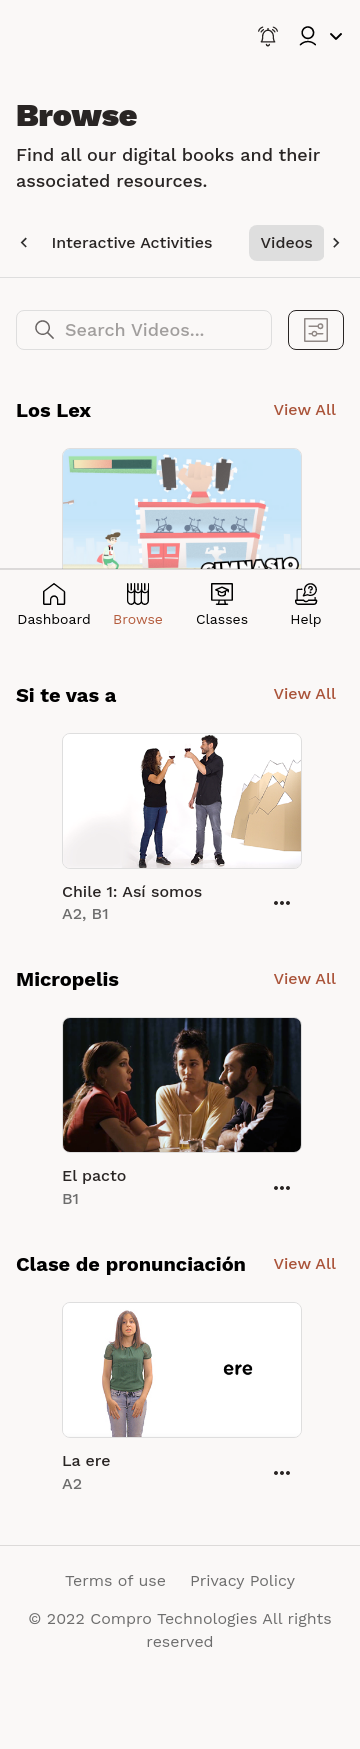 Browse
Find all our digital books and their
associated resources.
Interactive Activities
Videos
Search Videos...
Los Lex
View All
GIMNASIO
Dashboard
Browse
Classes
Help
Si te vas a
View All
Chile 1: Así somos
A2, B1
Micropelis
View All
El pacto
B1
Clase de pronunciación
View All
ere
La ere
A2
Terms of use
Privacy Policy
© 2022 Compro Technologies All rights
reserved